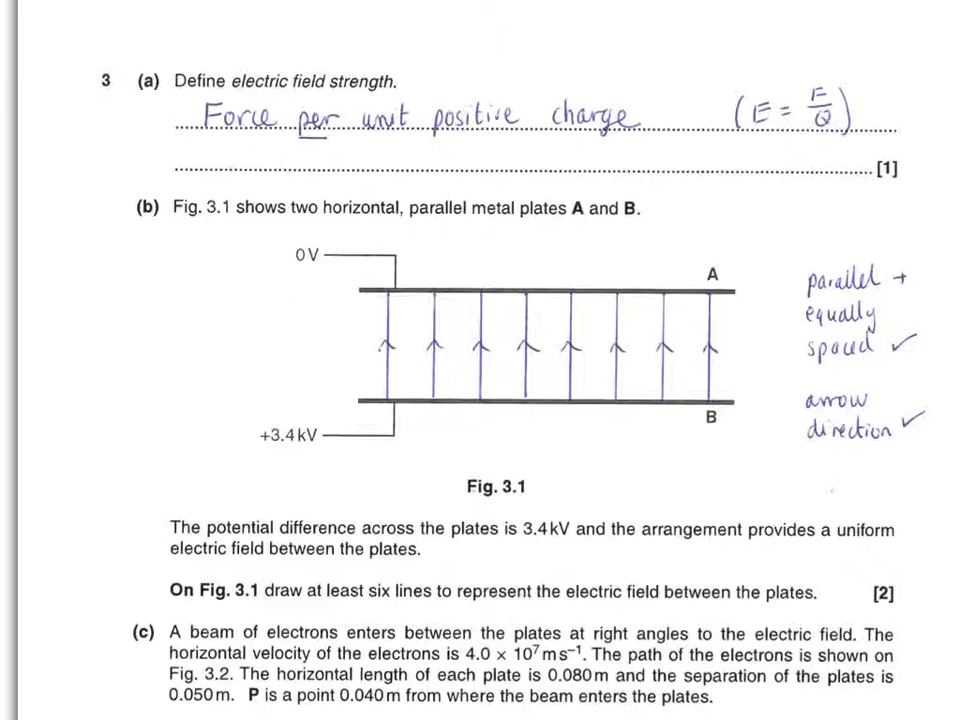 3 (a) Define electric field strength.
Force per unit positive charge (E = F/Q)
[1]
(b) Fig. 3.1 shows two horizontal, parallel metal plates A and B.
0 V
A
parallel +
equally
spaced ✓
arrow
direction ✓
B
+3.4 kV
Fig. 3.1
The potential difference across the plates is 3.4 kV and the arrangement provides a uniform
electric field between the plates.
On Fig. 3.1 draw at least six lines to represent the electric field between the plates. [2]
(c) A beam of electrons enters between the plates at right angles to the electric field. The
horizontal velocity of the electrons is 4.0 × 10⁷ m s⁻¹. The path of the electrons is shown on
Fig. 3.2. The horizontal length of each plate is 0.080 m and the separation of the plates is
0.050 m. P is a point 0.040 m from where the beam enters the plates.